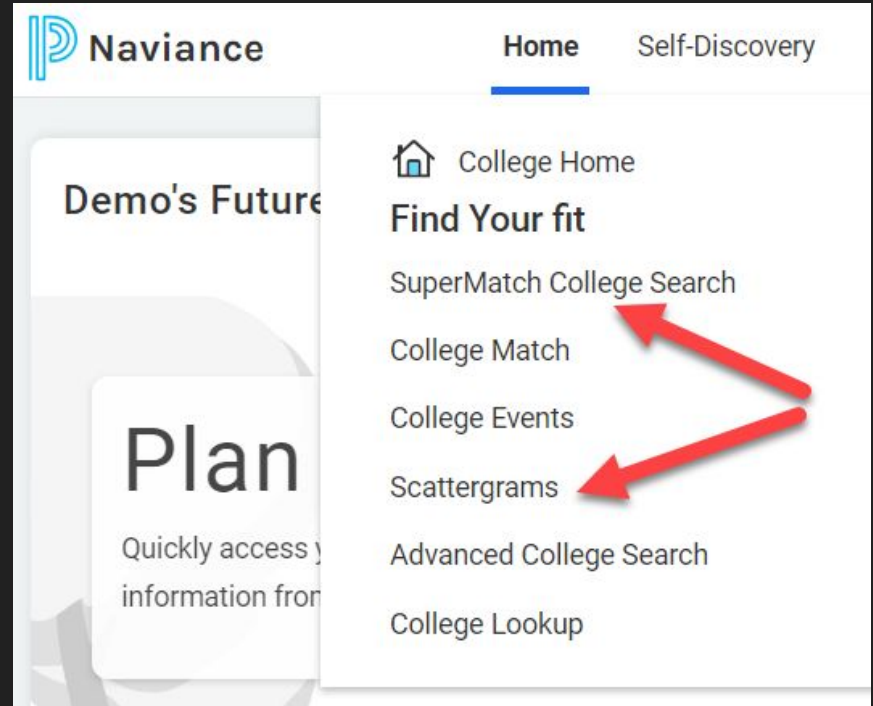 Naviance
Home
Self-Discovery
College Home
Find Your fit
SuperMatch College Search
College Match
College Events
Scattergrams
Advanced College Search
College Lookup
Demo's Future
Plan
Quickly access
information from